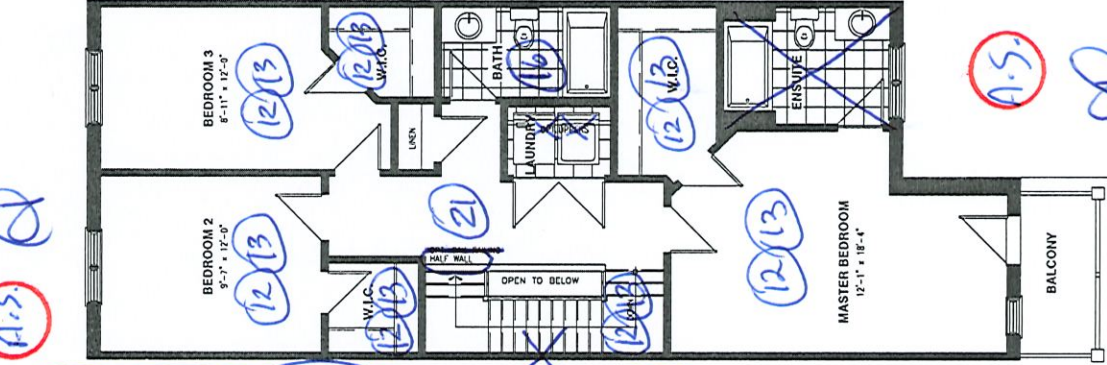 BEDROOM 3
8'-11" x 12'-0"
12 13
W.I.C.
12 13
BATH
16
W.I.C.
12 13
ENSUITE
A.S.
LINEN
LAUNDRY
21
HALF WALL
OPEN TO BELOW
BEDROOM 2
9'-7" x 12'-0"
12 13
W.I.C.
12 13
12 13
MASTER BEDROOM
12'-1" x 18'-4"
12 13
BALCONY
A.S.